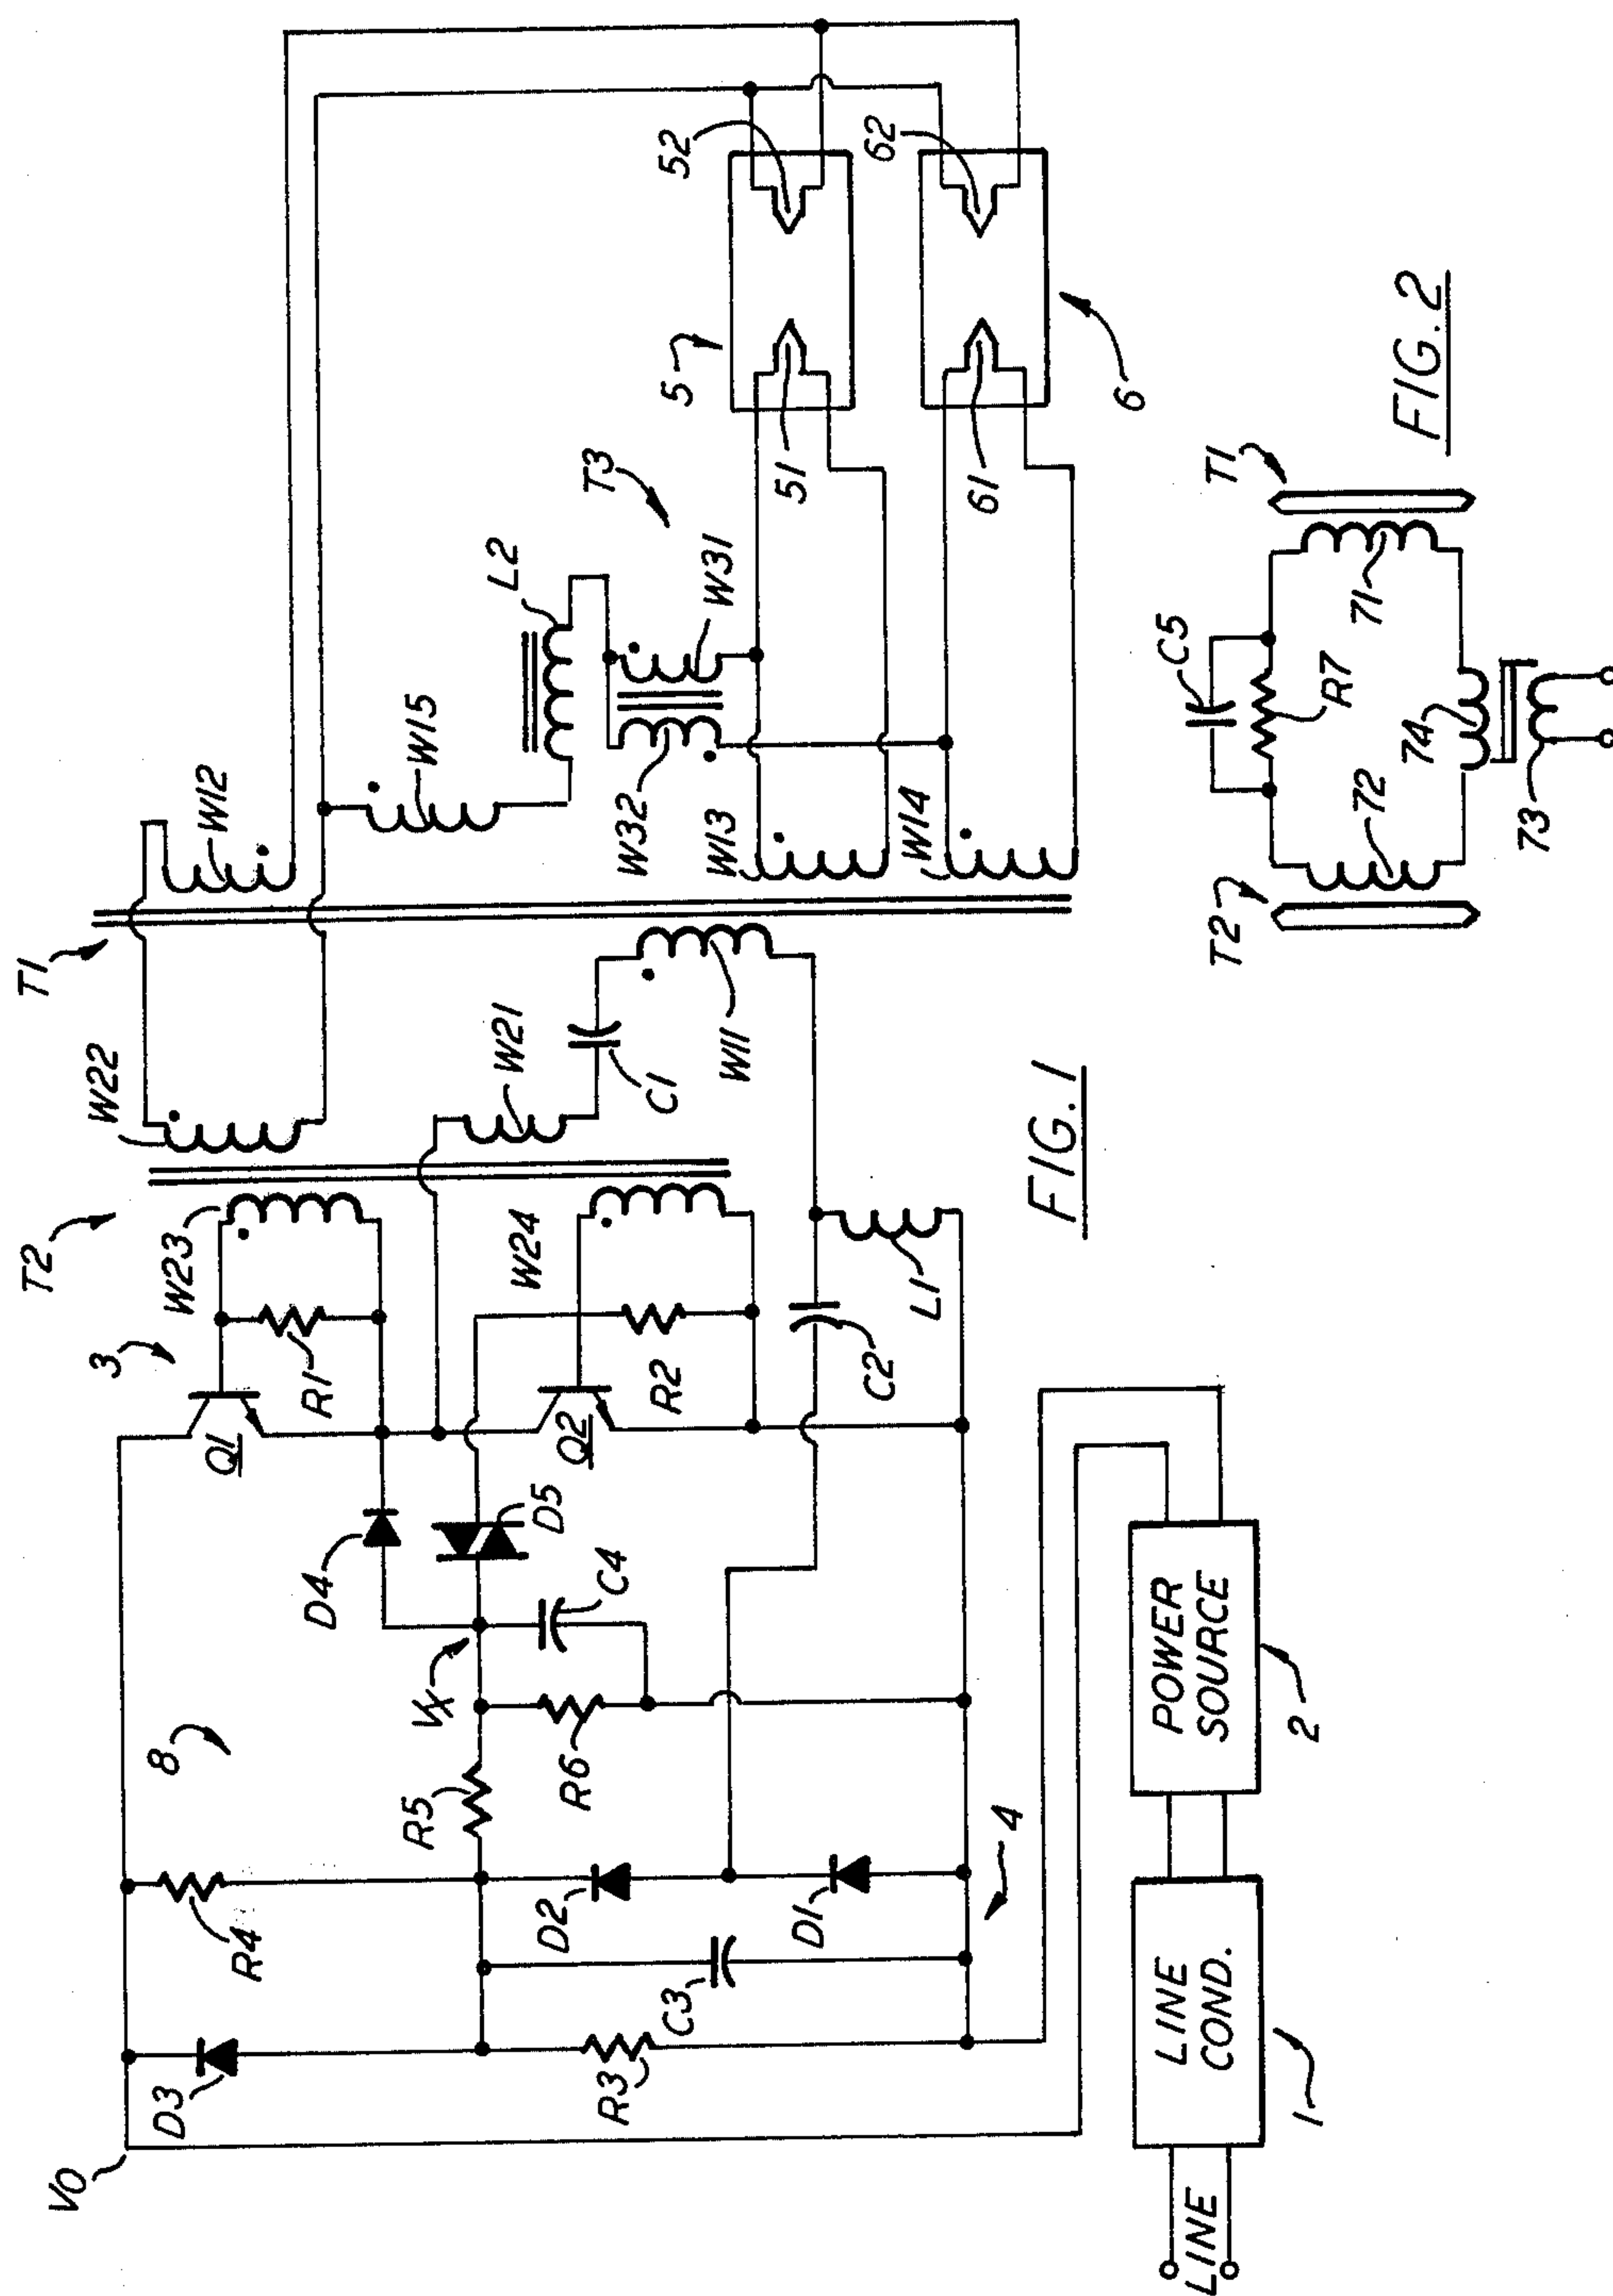 T1
T2
3
8
V0
W22
W12
W23
Q1
R1
D4
VX
R4
D3
W15
W21
C1
W11
W24
Q2
R2
D5
C4
R5
R6
D2
D1
C3
R3
L2
T3
W31
W32
W13
W14
5
51
52
6
61
62
L1
C2
4
FIG. 1
POWER
SOURCE
2
LINE
COND.
1
LINE
T2
T1
C5
R7
71
72
74
73
FIG. 2